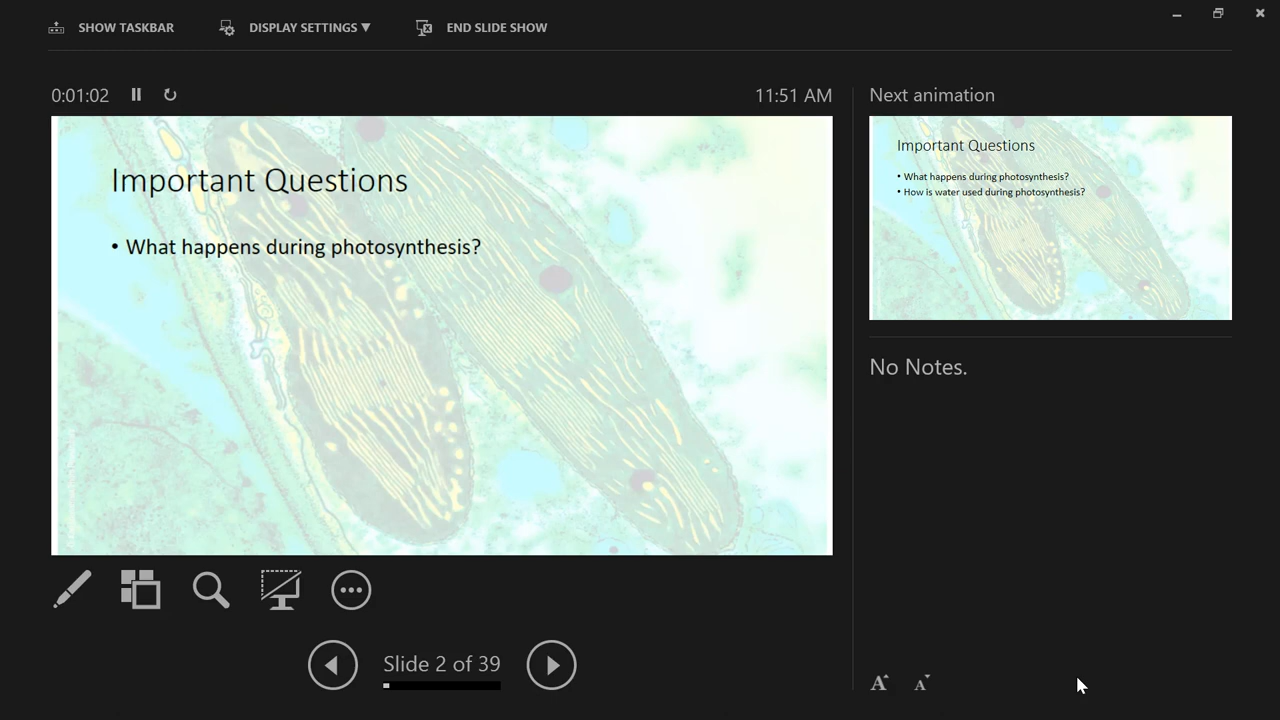 SHOW TASKBAR
DISPLAY SETTINGS ▼
END SLIDE SHOW
0:01:02
11:51 AM
Next animation
Important Questions
• What happens during photosynthesis?
Important Questions
• What happens during photosynthesis?
• How is water used during photosynthesis?
No Notes.
Slide 2 of 39
A A